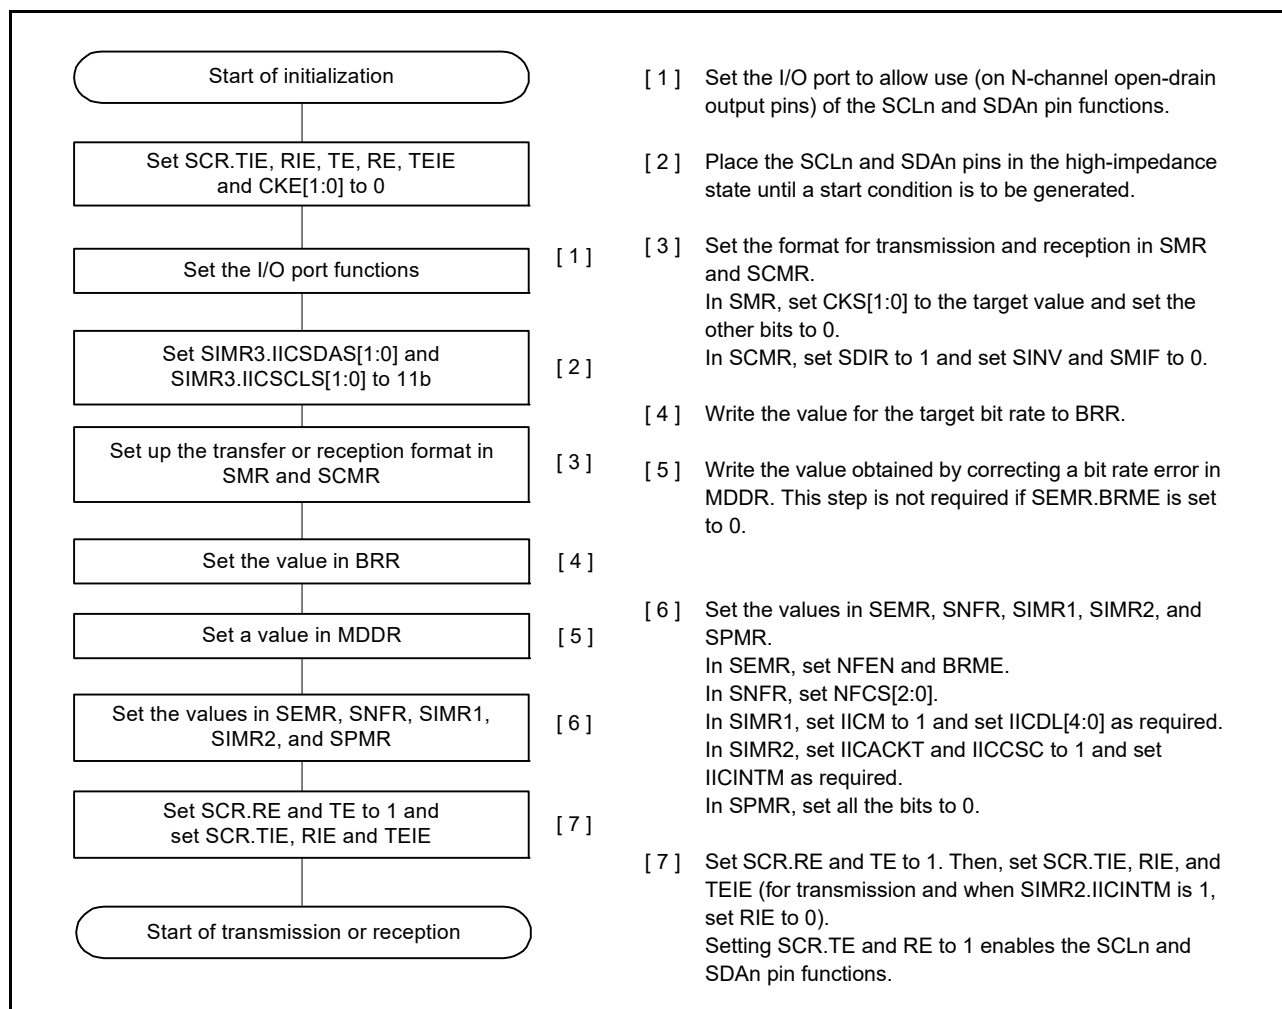 Start of initialization
Set SCR.TIE, RIE, TE, RE, TEIE
and CKE[1:0] to 0
Set the I/O port functions
[ 1 ]
Set SIMR3.IICSDAS[1:0] and
SIMR3.IICSCLS[1:0] to 11b
[ 2 ]
Set up the transfer or reception format in
SMR and SCMR
[ 3 ]
Set the value in BRR
[ 4 ]
Set a value in MDDR
[ 5 ]
Set the values in SEMR, SNFR, SIMR1,
SIMR2, and SPMR
[ 6 ]
Set SCR.RE and TE to 1 and
set SCR.TIE, RIE and TEIE
[ 7 ]
Start of transmission or reception
[ 1 ] Set the I/O port to allow use (on N-channel open-drain
output pins) of the SCLn and SDAn pin functions.
[ 2 ] Place the SCLn and SDAn pins in the high-impedance
state until a start condition is to be generated.
[ 3 ] Set the format for transmission and reception in SMR
and SCMR.
In SMR, set CKS[1:0] to the target value and set the
other bits to 0.
In SCMR, set SDIR to 1 and set SINV and SMIF to 0.
[ 4 ] Write the value for the target bit rate to BRR.
[ 5 ] Write the value obtained by correcting a bit rate error in
MDDR. This step is not required if SEMR.BRME is set
to 0.
[ 6 ] Set the values in SEMR, SNFR, SIMR1, SIMR2, and
SPMR.
In SEMR, set NFEN and BRME.
In SNFR, set NFCS[2:0].
In SIMR1, set IICM to 1 and set IICDL[4:0] as required.
In SIMR2, set IICACKT and IICCSC to 1 and set
IICINTM as required.
In SPMR, set all the bits to 0.
[ 7 ] Set SCR.RE and TE to 1. Then, set SCR.TIE, RIE, and
TEIE (for transmission and when SIMR2.IICINTM is 1,
set RIE to 0).
Setting SCR.TE and RE to 1 enables the SCLn and
SDAn pin functions.